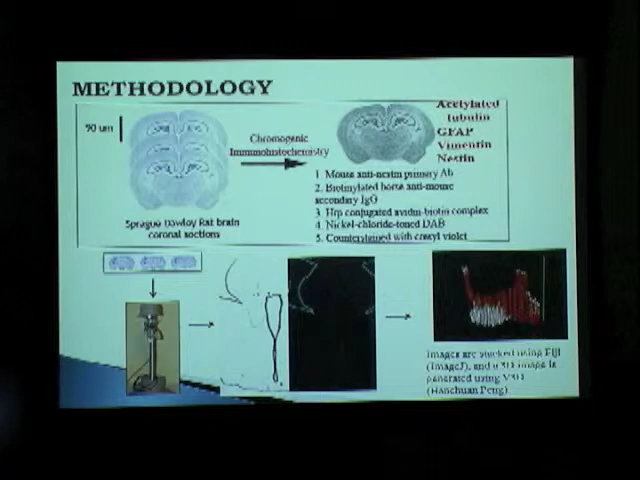 METHODOLOGY
50 um
Chromogenic
Immunohistochemistry
Acetylated
tubulin
GFAP
Vimentin
Nestin
Sprague Dawley Rat brain
coronal sections
1. Mouse anti-nestin primary Ab
2. Biotinylated horse anti-mouse
secondary IgG
3. Hrp conjugated avidin-biotin complex
4. Nickel-chloride-toned DAB
5. Counterstained with cresyl violet
Images are stacked using Fiji
(ImageJ), and a 3D image is
generated using V3D
(Hanchuan Peng)